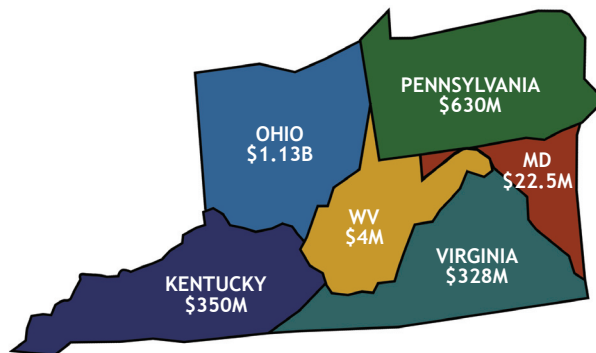 PENNSYLVANIA
$630M
OHIO
$1.13B
MD
$22.5M
WV
$4M
VIRGINIA
$328M
KENTUCKY
$350M